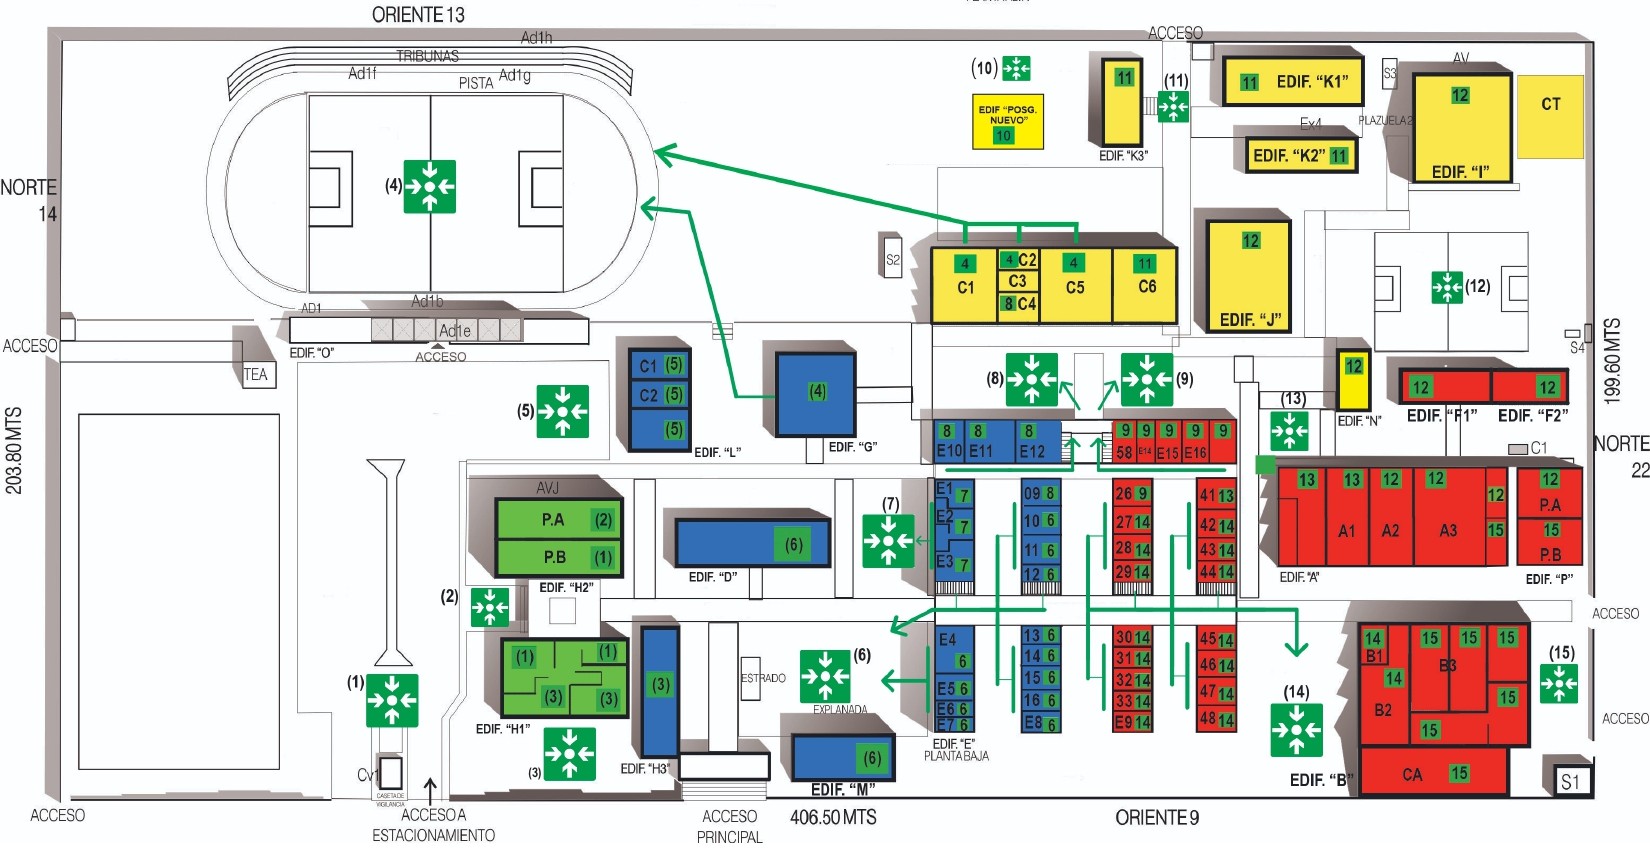 ORIENTE 13
Ad1h
TRIBUNAS
Ad1f
Ad1g
PISTA
(4)
NORTE
14
AD1
Ad1b
Ad1e
EDIF. "O"
ACCESO
ACCESO
TEA
203.80 MTS
ACCESO
(10)
EDIF "POSG.
NUEVO"
10
11
EDIF. "K3"
ACCESO
(11)
11 EDIF. "K1"
Ex4
EDIF. "K2" 11
S3
PLAZUELA2
AV
12
EDIF. "I"
CT
S2
4
C1
4 C2
C3
8 C4
4
C5
11
C6
12
EDIF. "J"
(12)
S4
199.60 MTS
NORTE
22
(5)
C1 (5)
C2 (5)
(5)
EDIF. "L"
(4)
EDIF. "G"
(8)
(9)
(13)
12
EDIF. "N"
12
12
EDIF. "F1"
EDIF. "F2"
C1
8
E10
8
E11
8
E12
9
58
9
E14
9
E15
9
E16
9
AVJ
P.A (2)
P.B (1)
EDIF. "H2"
(2)
(6)
EDIF. "D"
(7)
E1 7
E2 7
E3 7
09 8
10 6
11 6
12 6
26 9
27 14
28 14
29 14
41 13
42 14
43 14
44 14
13
13
A1
12
A2
12
A3
12
15
EDIF. "A"
12
P.A
15
P.B
EDIF. "P"
ACCESO
(1)
(1)
(1)
(3)
(3)
EDIF. "H1"
(3)
(3)
EDIF. "H3"
ESTRADO
(6)
EXPLANADA
(6)
EDIF. "M"
E4
6
E5 6
E6 6
E7 6
EDIF. "E"
PLANTA BAJA
13 6
14 6
15 6
16 6
E8 6
30 14
31 14
32 14
33 14
E9 14
45 14
46 14
47 14
48 14
(14)
14
B1
14
B2
15
15
B3
15
15
15
CA 15
EDIF. "B"
(15)
ACCESO
S1
Cv1
CASETA DE
VIGILANCIA
ACCESO A
ESTACIONAMIENTO
ACCESO
PRINCIPAL
406.50 MTS
ORIENTE 9